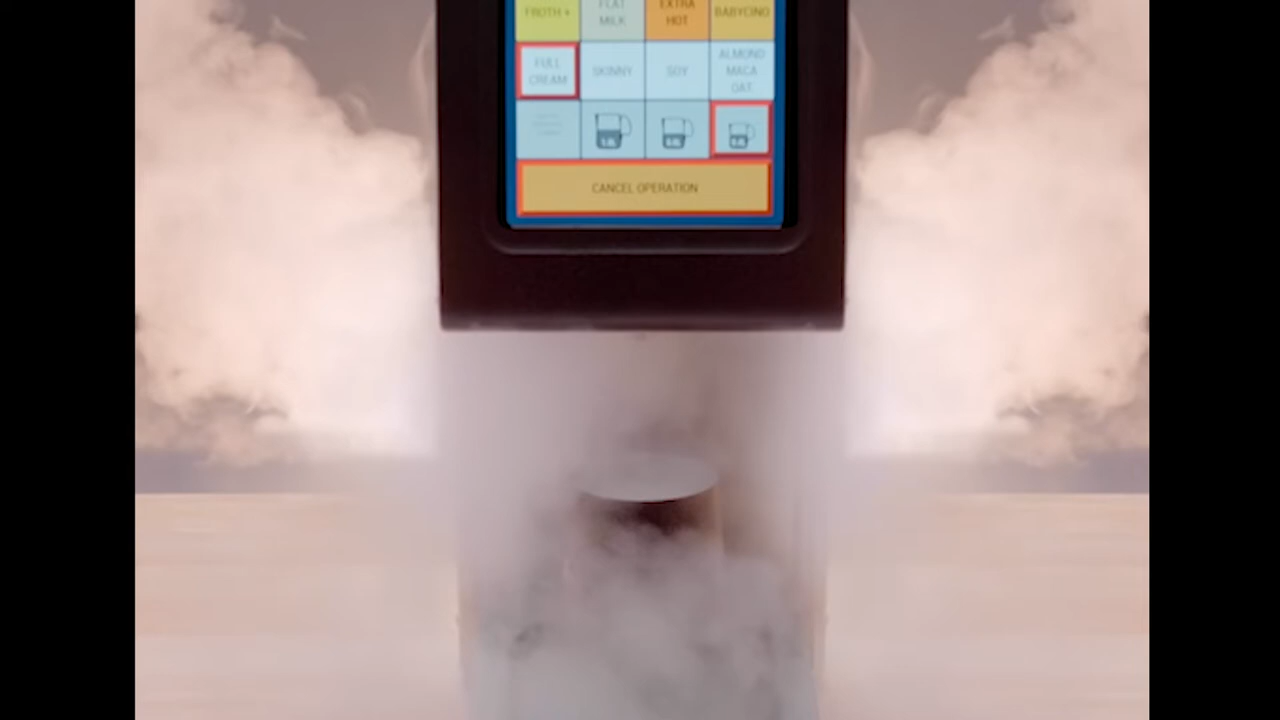 FROTH +
FLAT
MILK
EXTRA
HOT
BABYCINO
FULL
CREAM
SKINNY
SOY
ALMOND
MACA
OAT
CANCEL OPERATION